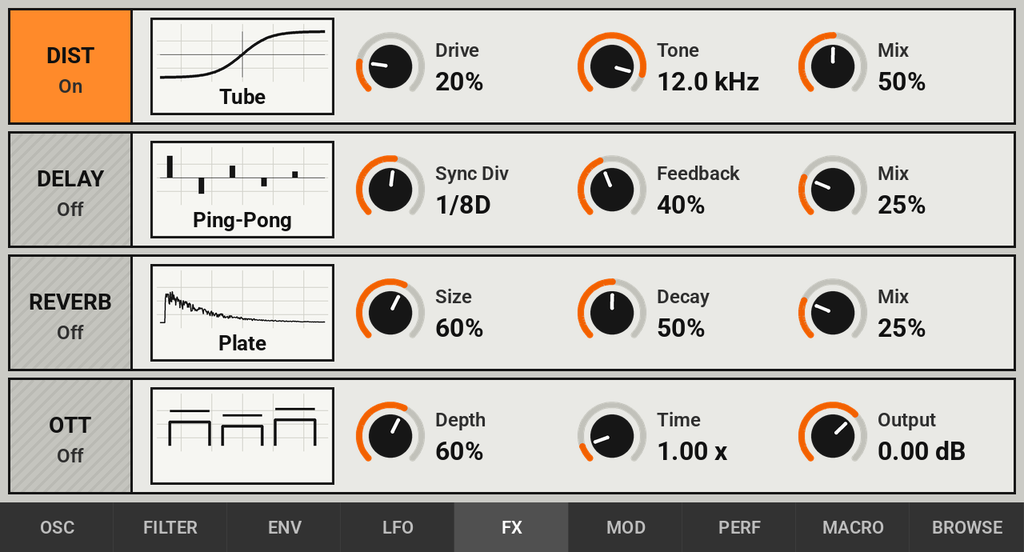 DIST
On
Tube
Drive
20%
Tone
12.0 kHz
Mix
50%
DELAY
Off
Ping-Pong
Sync Div
1/8D
Feedback
40%
Mix
25%
REVERB
Off
Plate
Size
60%
Decay
50%
Mix
25%
OTT
Off
Depth
60%
Time
1.00 x
Output
0.00 dB
OSC FILTER ENV LFO FX MOD PERF MACRO BROWSE